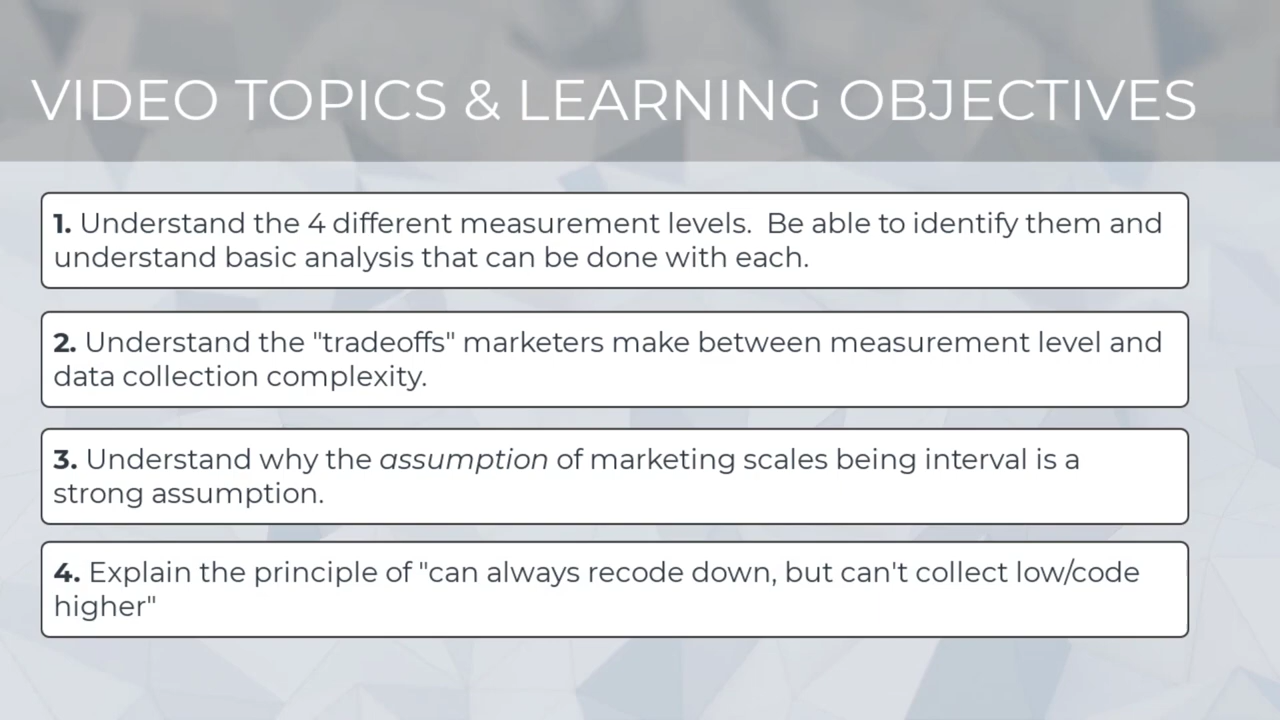 VIDEO TOPICS & LEARNING OBJECTIVES
1. Understand the 4 different measurement levels.  Be able to identify them and
understand basic analysis that can be done with each.
2. Understand the "tradeoffs" marketers make between measurement level and
data collection complexity.
3. Understand why the assumption of marketing scales being interval is a
strong assumption.
4. Explain the principle of "can always recode down, but can't collect low/code
higher"